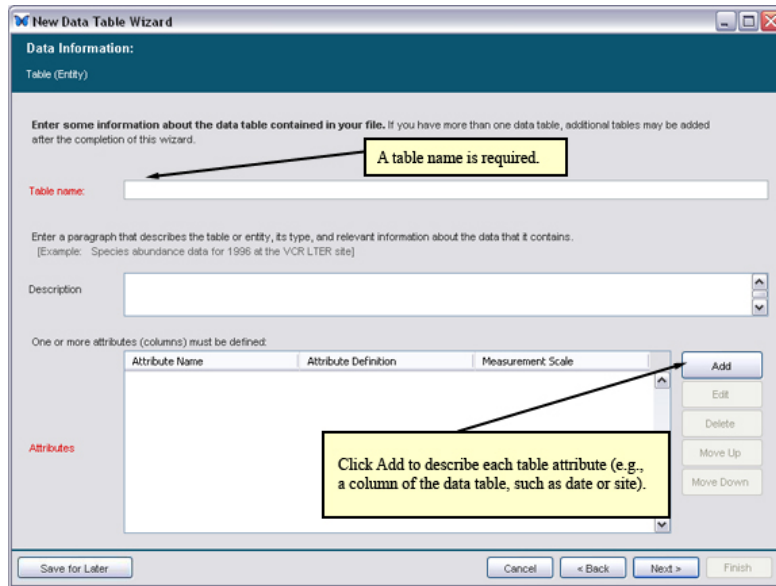 New Data Table Wizard
Data Information:
Table (Entity)
Enter some information about the data table contained in your file. If you have more than one data table, additional tables may be added
after the completion of this wizard.
A table name is required.
Table name:
Enter a paragraph that describes the table or entity, its type, and relevant information about the data that it contains.
[Example: Species abundance data for 1996 at the VCR LTER site]
Description
One or more attributes (columns) must be defined:
Attribute Name Attribute Definition Measurement Scale
Add
Edit
Delete
Attributes
Click Add to describe each table attribute (e.g.,
a column of the data table, such as date or site).
Move Up
Move Down
Save for Later Cancel < Back Next > Finish